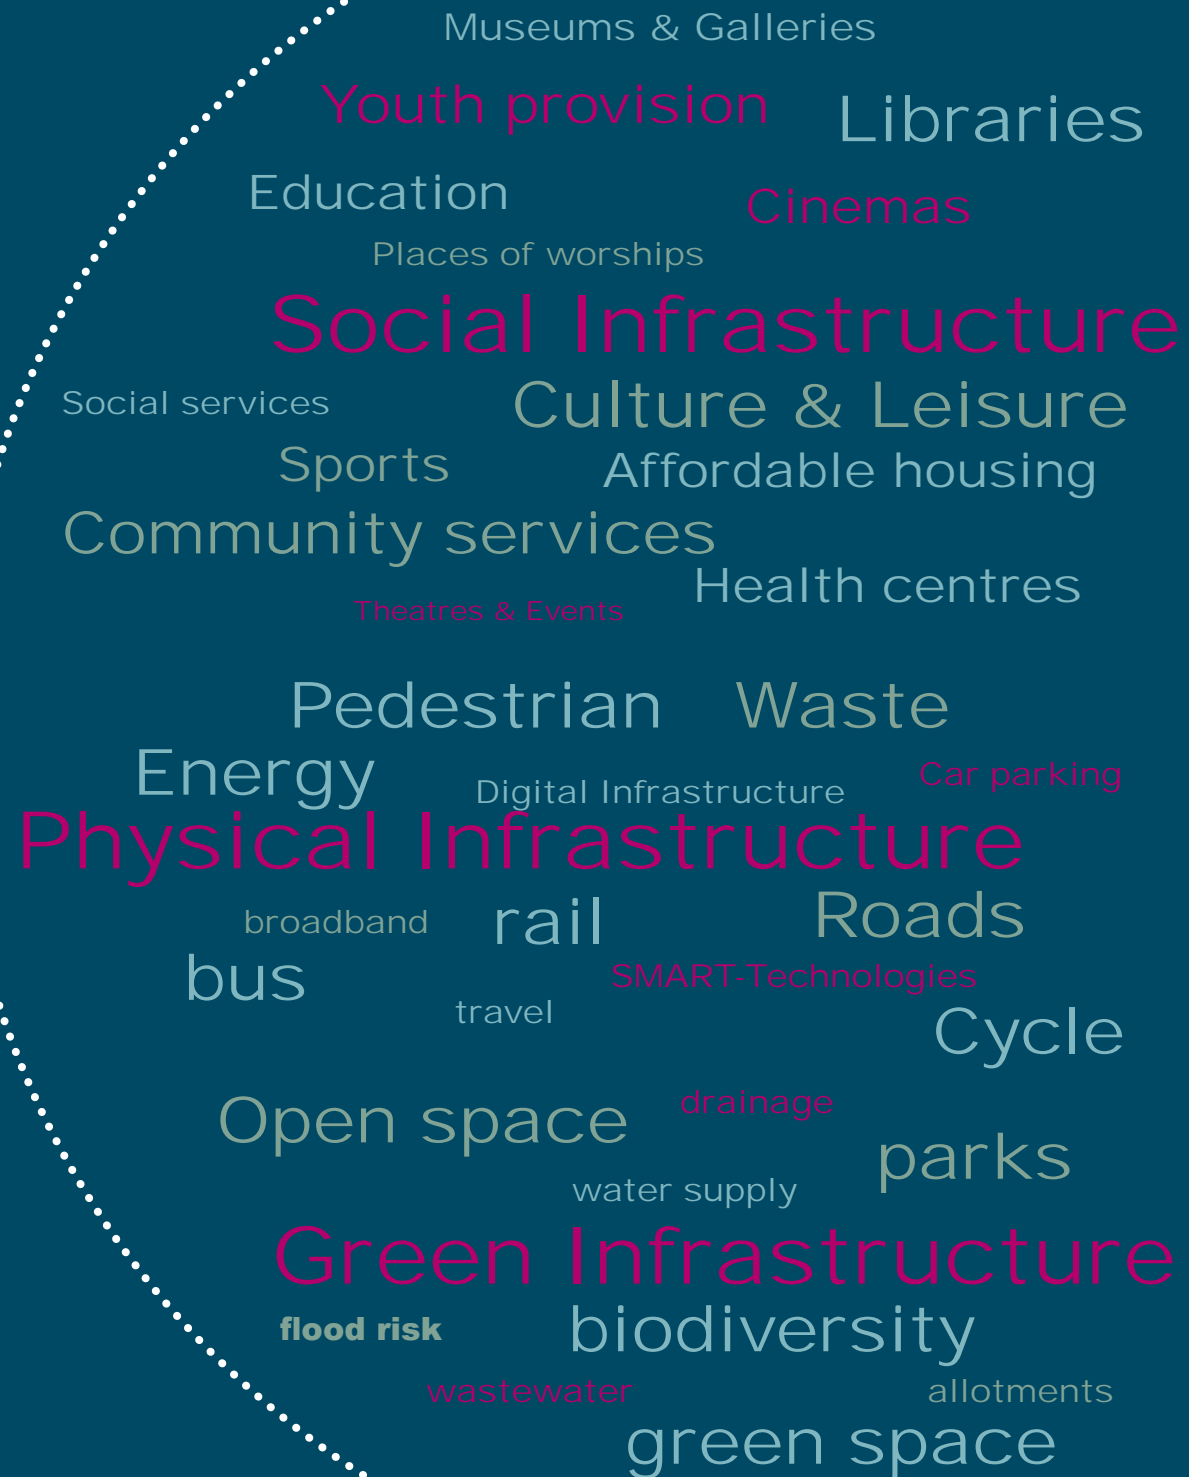 Museums & Galleries
Youth provision
Libraries
Education
Cinemas
Places of worships
Social Infrastructure
Social services
Culture & Leisure
Sports
Affordable housing
Community services
Health centres
Theatres & Events
Pedestrian
Waste
Energy
Digital Infrastructure
Car parking
Physical Infrastructure
broadband
rail
Roads
bus
SMART-Technologies
travel
Cycle
Open space
drainage
parks
water supply
Green Infrastructure
flood risk
biodiversity
wastewater
allotments
green space